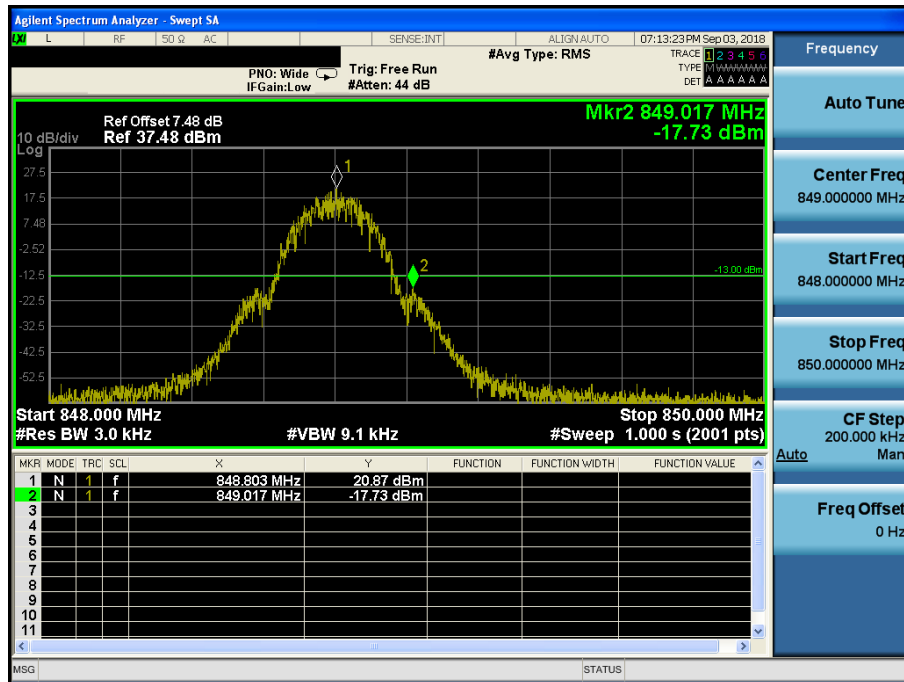 Agilent Spectrum Analyzer - Swept SA
LXI L RF 50 Ω AC SENSE:INT ALIGN AUTO 07:13:23 PM Sep 03, 2018
Frequency
#Avg Type: RMS
TRACE 1 2 3 4 5 6
TYPE M W W W W W
DET A A A A A A
PNO: Wide Trig: Free Run
IFGain:Low #Atten: 44 dB
Auto Tune
Mkr2 849.017 MHz
-17.73 dBm
Ref Offset 7.48 dB
10 dB/div Ref 37.48 dBm
Log
1
27.5
17.5
7.48
-2.52
-12.5
-22.5
-32.5
-42.5
-52.5
2
-13.00 dBm
Center Freq
849.000000 MHz
Start Freq
848.000000 MHz
Stop Freq
850.000000 MHz
Start 848.000 MHz Stop 850.000 MHz
#Res BW 3.0 kHz #VBW 9.1 kHz #Sweep 1.000 s (2001 pts)
CF Step
200.000 kHz
Auto Man
MKR MODE TRC SCL X Y FUNCTION FUNCTION WIDTH FUNCTION VALUE
1 N 1 f 848.803 MHz 20.87 dBm
2 N 1 f 849.017 MHz -17.73 dBm
3
4
5
6
7
8
9
10
11
Freq Offset
0 Hz
MSG STATUS